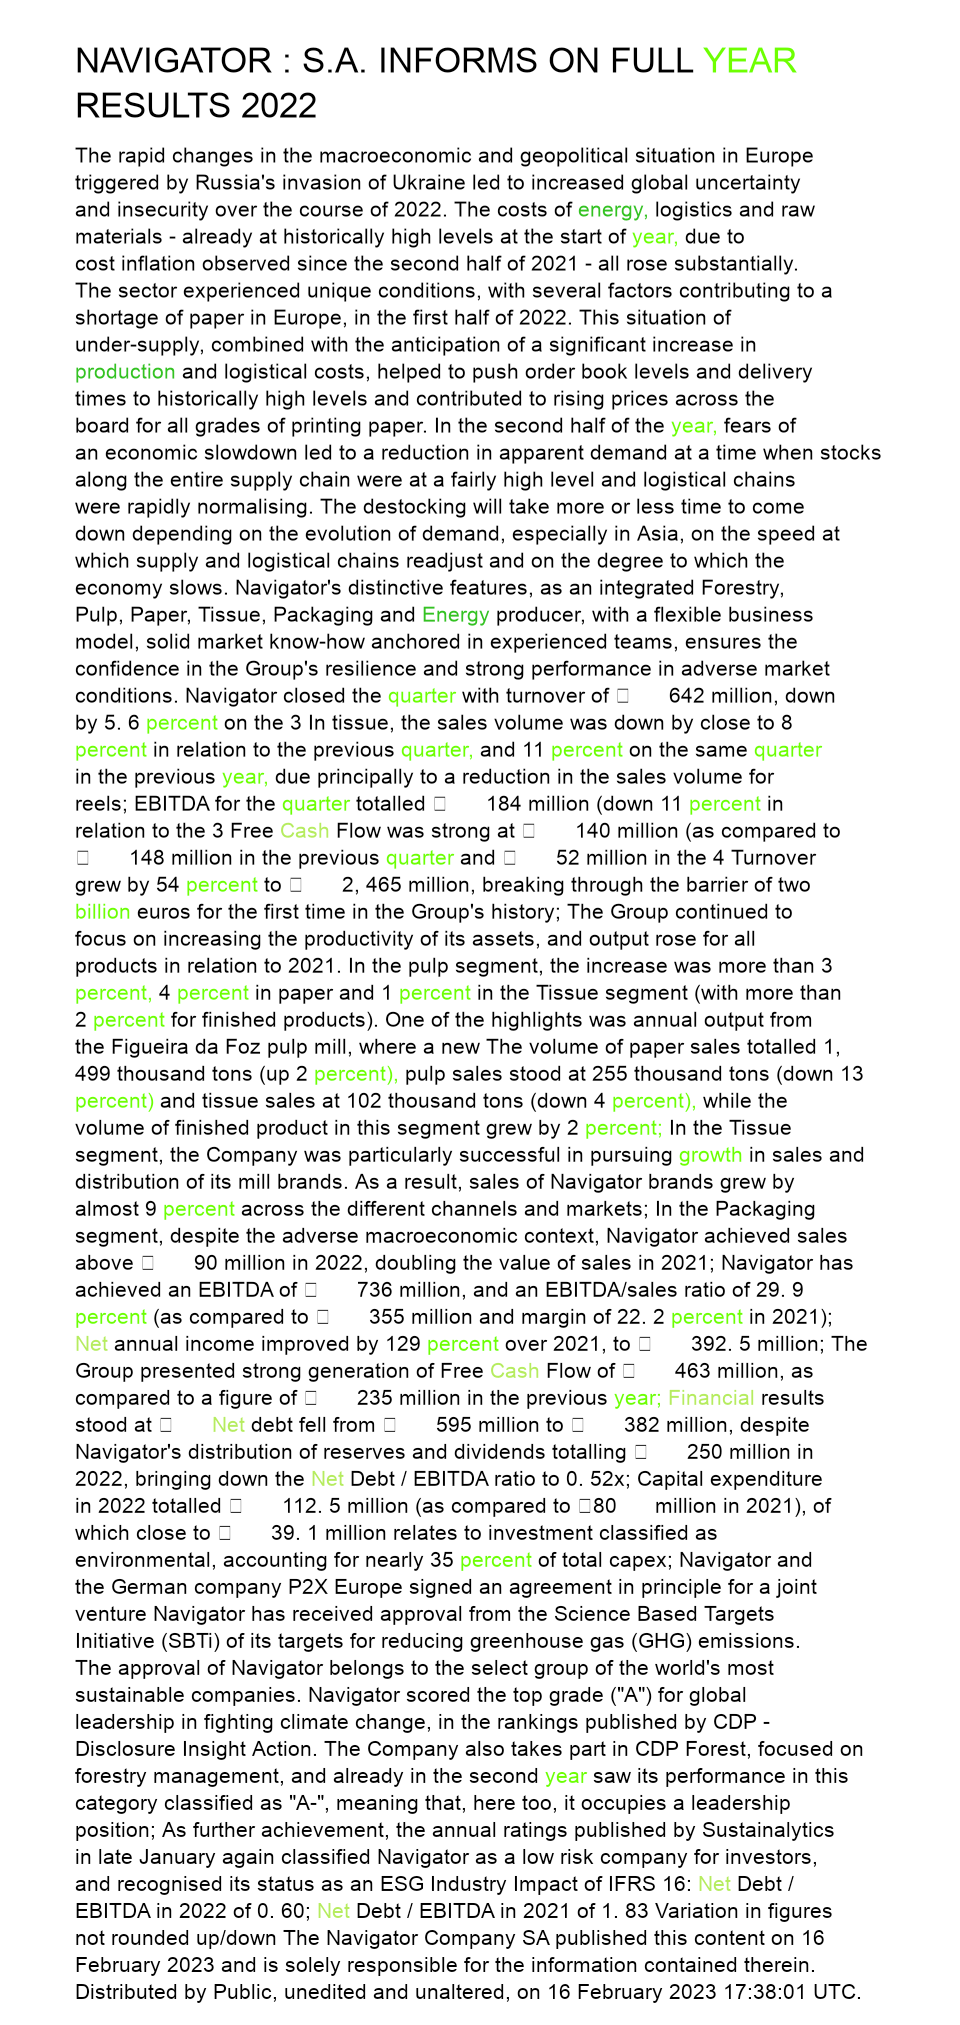 NAVIGATOR : S.A. INFORMS ON FULL YEAR
RESULTS 2022
The rapid changes in the macroeconomic and geopolitical situation in Europe
triggered by Russia's invasion of Ukraine led to increased global uncertainty
and insecurity over the course of 2022. The costs of energy, logistics and raw
materials - already at historically high levels at the start of year, due to
cost inflation observed since the second half of 2021 - all rose substantially.
The sector experienced unique conditions, with several factors contributing to a
shortage of paper in Europe, in the first half of 2022. This situation of
under-supply, combined with the anticipation of a significant increase in
production and logistical costs, helped to push order book levels and delivery
times to historically high levels and contributed to rising prices across the
board for all grades of printing paper. In the second half of the year, fears of
an economic slowdown led to a reduction in apparent demand at a time when stocks
along the entire supply chain were at a fairly high level and logistical chains
were rapidly normalising. The destocking will take more or less time to come
down depending on the evolution of demand, especially in Asia, on the speed at
which supply and logistical chains readjust and on the degree to which the
economy slows. Navigator's distinctive features, as an integrated Forestry,
Pulp, Paper, Tissue, Packaging and Energy producer, with a flexible business
model, solid market know-how anchored in experienced teams, ensures the
confidence in the Group's resilience and strong performance in adverse market
conditions. Navigator closed the quarter with turnover of □ 642 million, down
by 5. 6 percent on the 3 In tissue, the sales volume was down by close to 8
percent in relation to the previous quarter, and 11 percent on the same quarter
in the previous year, due principally to a reduction in the sales volume for
reels; EBITDA for the quarter totalled □ 184 million (down 11 percent in
relation to the 3 Free Cash Flow was strong at □ 140 million (as compared to
□ 148 million in the previous quarter and □ 52 million in the 4 Turnover
grew by 54 percent to □ 2, 465 million, breaking through the barrier of two
billion euros for the first time in the Group's history; The Group continued to
focus on increasing the productivity of its assets, and output rose for all
products in relation to 2021. In the pulp segment, the increase was more than 3
percent, 4 percent in paper and 1 percent in the Tissue segment (with more than
2 percent for finished products). One of the highlights was annual output from
the Figueira da Foz pulp mill, where a new The volume of paper sales totalled 1,
499 thousand tons (up 2 percent), pulp sales stood at 255 thousand tons (down 13
percent) and tissue sales at 102 thousand tons (down 4 percent), while the
volume of finished product in this segment grew by 2 percent; In the Tissue
segment, the Company was particularly successful in pursuing growth in sales and
distribution of its mill brands. As a result, sales of Navigator brands grew by
almost 9 percent across the different channels and markets; In the Packaging
segment, despite the adverse macroeconomic context, Navigator achieved sales
above □ 90 million in 2022, doubling the value of sales in 2021; Navigator has
achieved an EBITDA of □ 736 million, and an EBITDA/sales ratio of 29. 9
percent (as compared to □ 355 million and margin of 22. 2 percent in 2021);
Net annual income improved by 129 percent over 2021, to □ 392. 5 million; The
Group presented strong generation of Free Cash Flow of □ 463 million, as
compared to a figure of □ 235 million in the previous year; Financial results
stood at □ Net debt fell from □ 595 million to □ 382 million, despite
Navigator's distribution of reserves and dividends totalling □ 250 million in
2022, bringing down the Net Debt / EBITDA ratio to 0. 52x; Capital expenditure
in 2022 totalled □ 112. 5 million (as compared to □80 million in 2021), of
which close to □ 39. 1 million relates to investment classified as
environmental, accounting for nearly 35 percent of total capex; Navigator and
the German company P2X Europe signed an agreement in principle for a joint
venture Navigator has received approval from the Science Based Targets
Initiative (SBTi) of its targets for reducing greenhouse gas (GHG) emissions.
The approval of Navigator belongs to the select group of the world's most
sustainable companies. Navigator scored the top grade ("A") for global
leadership in fighting climate change, in the rankings published by CDP -
Disclosure Insight Action. The Company also takes part in CDP Forest, focused on
forestry management, and already in the second year saw its performance in this
category classified as "A-", meaning that, here too, it occupies a leadership
position; As further achievement, the annual ratings published by Sustainalytics
in late January again classified Navigator as a low risk company for investors,
and recognised its status as an ESG Industry Impact of IFRS 16: Net Debt /
EBITDA in 2022 of 0. 60; Net Debt / EBITDA in 2021 of 1. 83 Variation in figures
not rounded up/down The Navigator Company SA published this content on 16
February 2023 and is solely responsible for the information contained therein.
Distributed by Public, unedited and unaltered, on 16 February 2023 17:38:01 UTC.